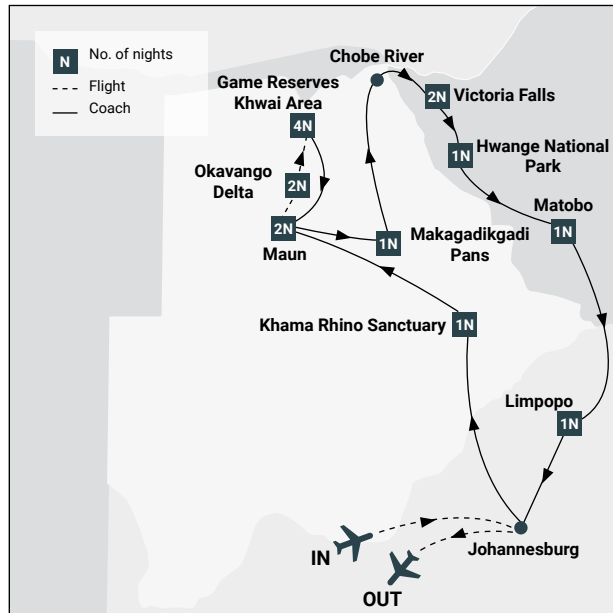 N No. of nights
Flight
Coach
Chobe River
Game Reserves
Khwai Area
4N
2N
Victoria Falls
1N
Hwange National
Park
Okavango
Delta
2N
Matobo
1N
2N
Maun
1N
Makagadikgadi
Pans
Khama Rhino Sanctuary
1N
Limpopo
1N
Johannesburg
IN
OUT